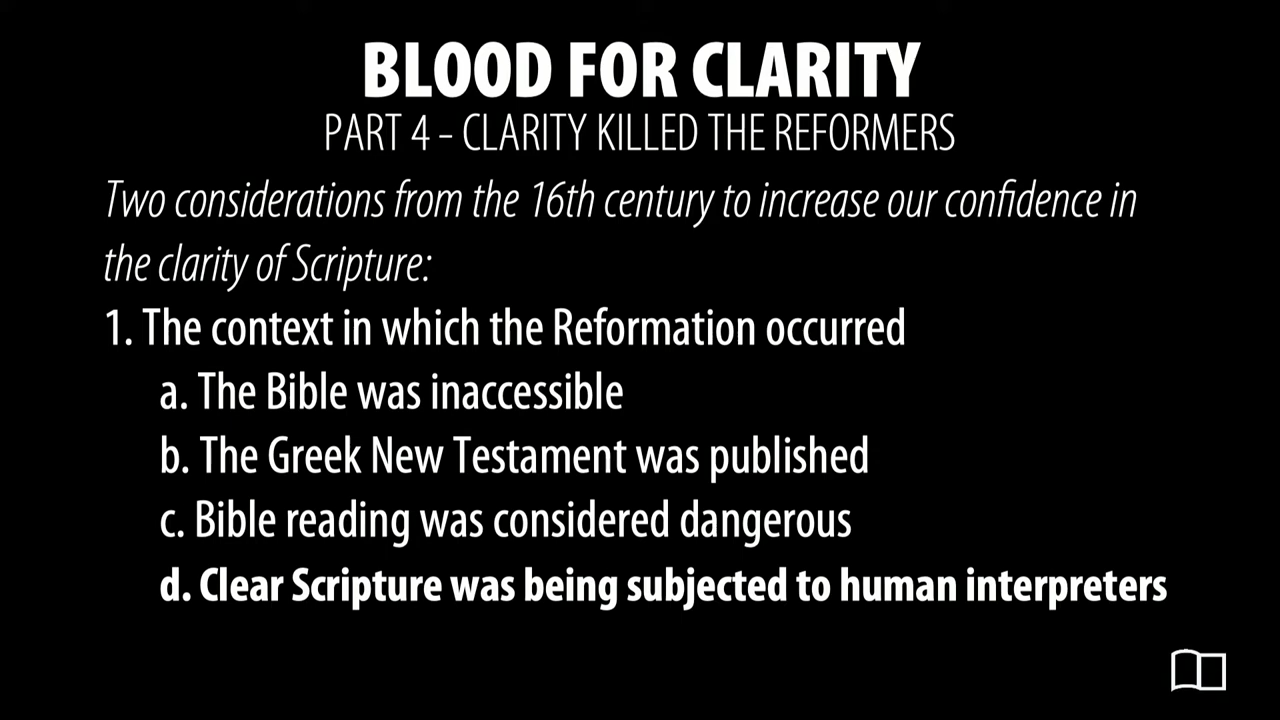 BLOOD FOR CLARITY
PART 4 – CLARITY KILLED THE REFORMERS
Two considerations from the 16th century to increase our confidence in
the clarity of Scripture:
1. The context in which the Reformation occurred
a. The Bible was inaccessible
b. The Greek New Testament was published
c. Bible reading was considered dangerous
d. Clear Scripture was being subjected to human interpreters